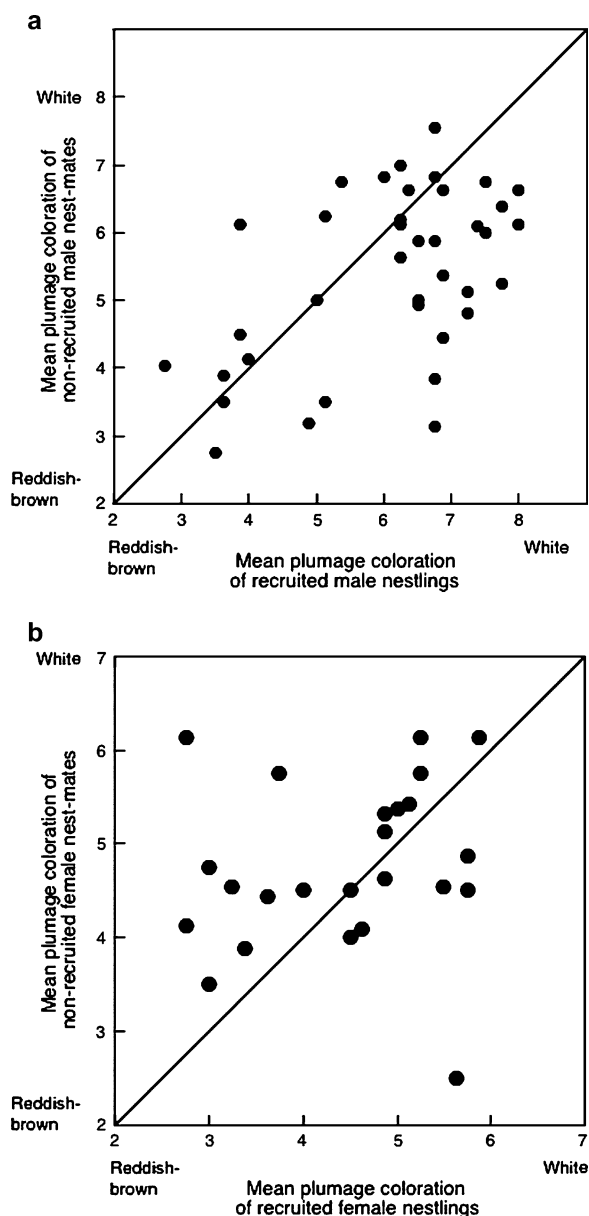 a
White
8
7
6
5
4
3
2
Mean plumage coloration of
non-recruited male nest-mates
Reddish-
brown
2 3 4 5 6 7 8
Reddish-
brown
White
Mean plumage coloration
of recruited male nestlings
b
White
7
6
5
4
3
2
Mean plumage coloration of
non-recruited female nest-mates
Reddish-
brown
2 3 4 5 6 7
Reddish-
brown
White
Mean plumage coloration
of recruited female nestlings